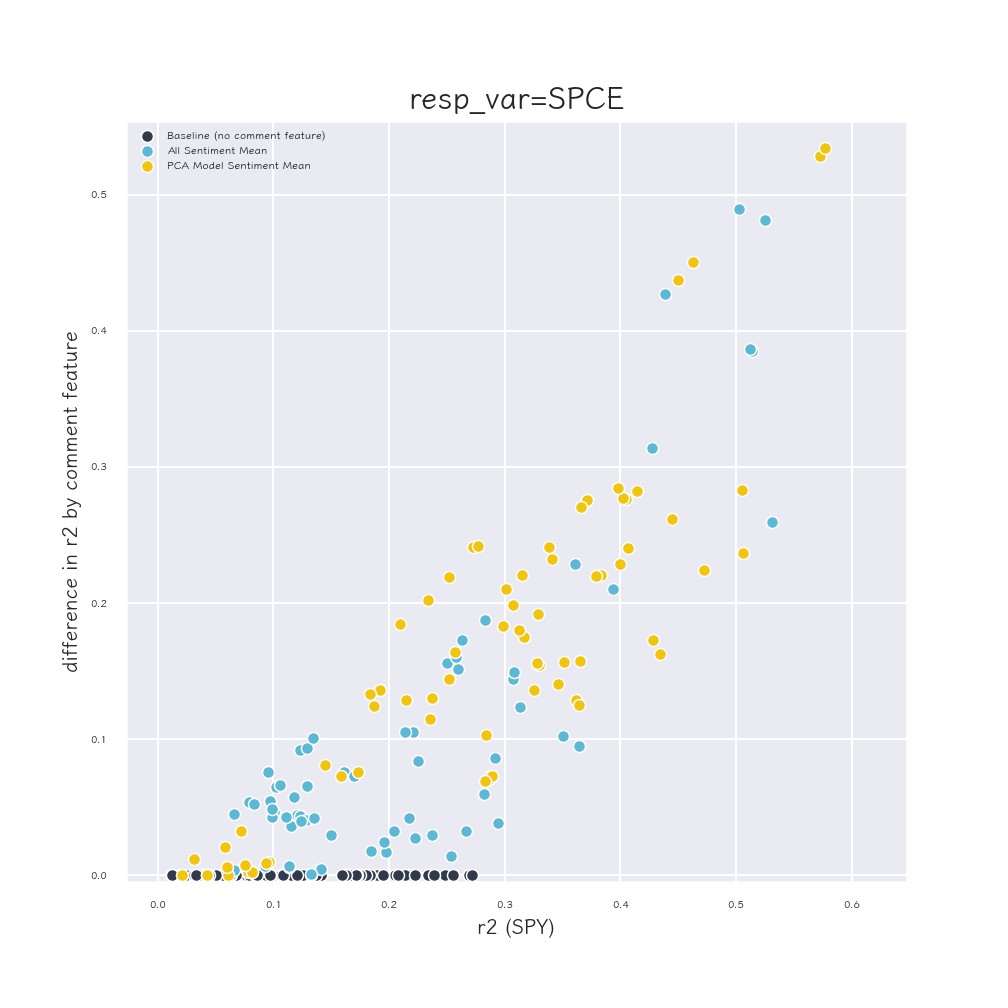 resp_var=SPCE
Baseline (no comment feature)
All Sentiment Mean
PCA Model Sentiment Mean
difference in r2 by comment feature
0.5
0.4
0.3
0.2
0.1
0.0
0.0 0.1 0.2 0.3 0.4 0.5 0.6
r2 (SPY)